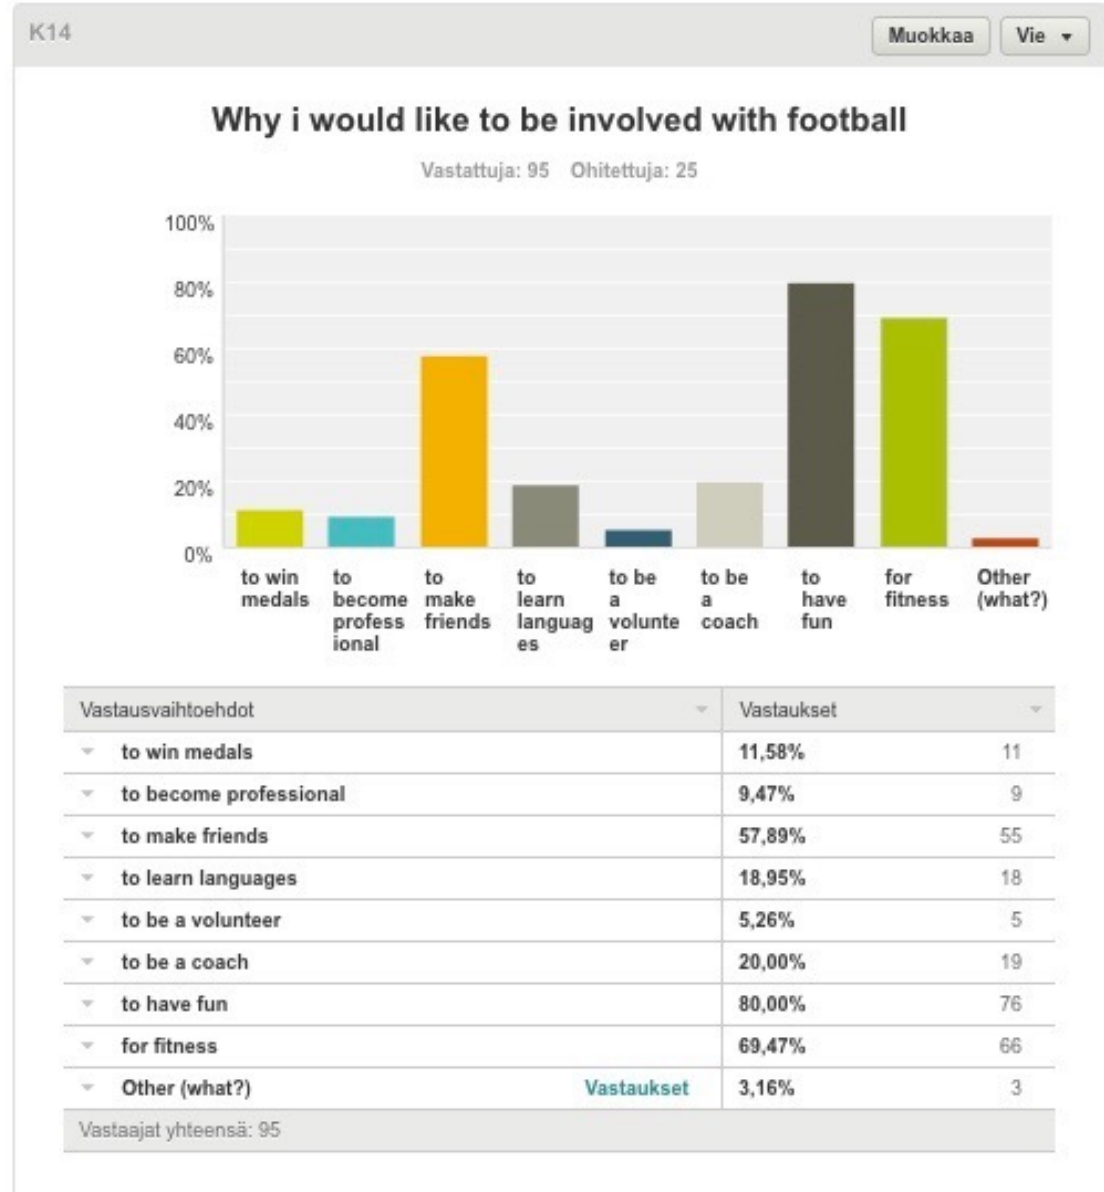 K14
Muokkaa
Vie
Why i would like to be involved with football
Vastattuja: 95 Ohitettuja: 25
100%
80%
60%
40%
20%
0%
to win
medals
to
become
profess
ional
to
make
friends
to
learn
languag
es
to be
a
volunte
er
to be
a
coach
to
have
fun
for
fitness
Other
(what?)
Vastausvaihtoehdot Vastaukset
to win medals 11,58% 11
to become professional 9,47% 9
to make friends 57,89% 55
to learn languages 18,95% 18
to be a volunteer 5,26% 5
to be a coach 20,00% 19
to have fun 80,00% 76
for fitness 69,47% 66
Other (what?) Vastaukset 3,16% 3
Vastaajat yhteensä: 95